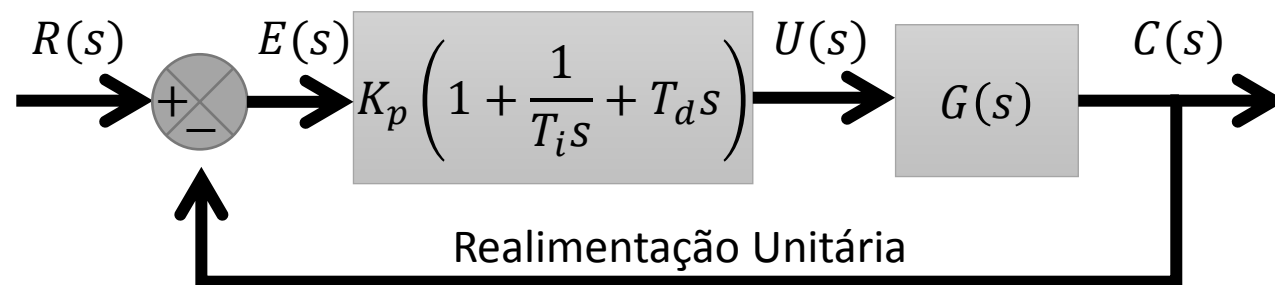 R(s)
E(s)
U(s)
C(s)
+
−
K_p (1 + 1/(T_i s) + T_d s)
G(s)
Realimentação Unitária